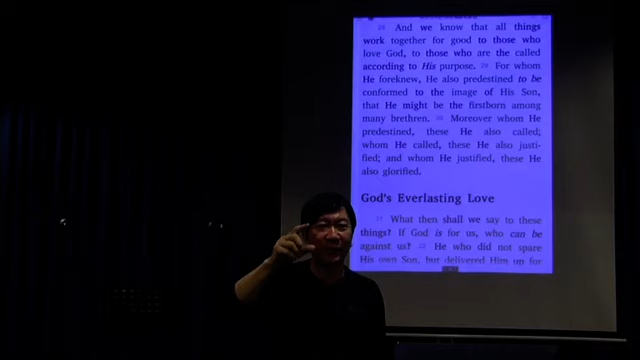 28 And we know that all things
work together for good to those who
love God, to those who are the called
according to His purpose. 29 For whom
He foreknew, He also predestined to be
conformed to the image of His Son,
that He might be the firstborn among
many brethren. 30 Moreover whom He
predestined, these He also called;
whom He called, these He also justi-
fied; and whom He justified, these He
also glorified.
God's Everlasting Love
31 What then shall we say to these
things? If God is for us, who can be
against us? 32 He who did not spare
His own Son, but delivered Him up for